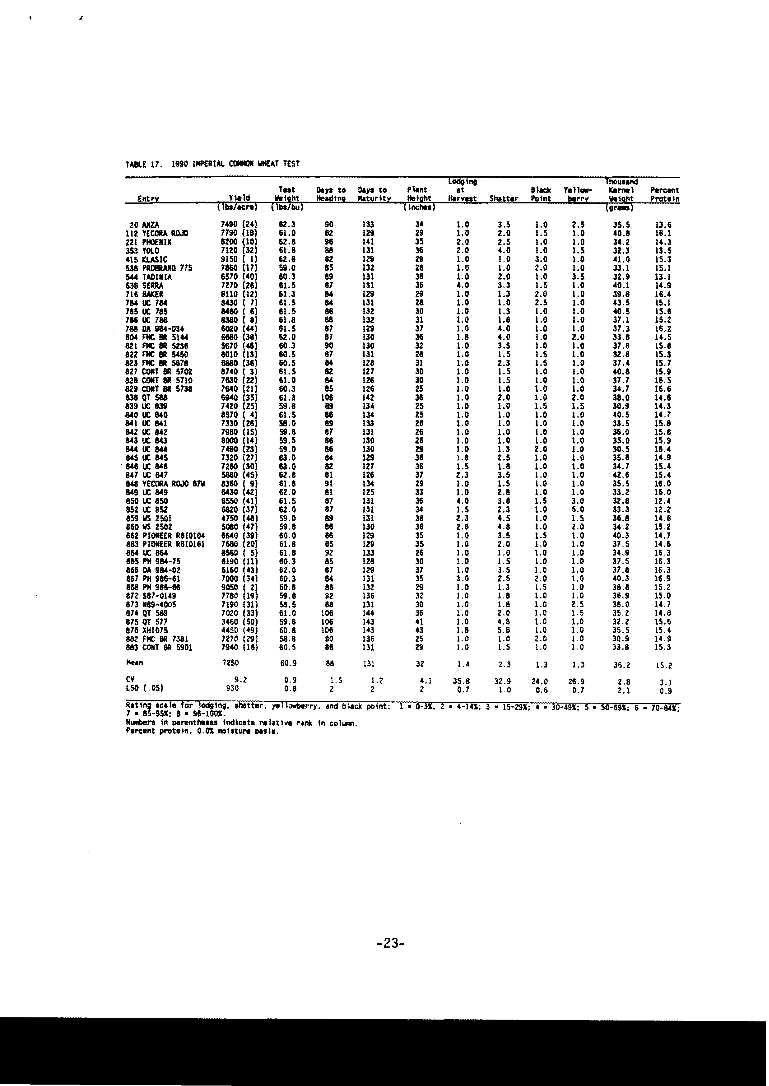 TABLE 17. 1990 IMPERIAL COMMON WHEAT TEST
Lodging Thousand
Test Days to Days to Plant at Black Yellow- Kernel Percent
Entry Yield Weight Heading Maturity Height Harvest Shatter Point berry Weight Protein
(lbs/acre) (lbs/bu) (inches) (grams)
20 ANZA 7490 (24) 62.3 90 133 34 1.0 3.5 1.0 2.5 35.5 13.6
112 YECORA ROJO 7790 (18) 61.0 82 129 29 1.0 2.0 1.5 1.0 40.8 16.1
221 PHOENIX 8200 (10) 62.8 96 141 35 2.0 2.5 1.0 1.0 34.2 14.3
353 YOLO 7120 (32) 61.8 88 131 36 2.0 4.0 1.0 1.5 32.3 13.5
415 KLASIC 9150 ( 1) 62.8 82 129 29 1.0 1.0 3.0 1.0 41.0 15.3
538 PROBRAND 775 7860 (17) 59.0 85 132 28 1.5 1.0 2.0 1.0 33.1 15.1
544 TADINIA 6570 (40) 60.3 89 131 38 1.0 2.0 1.0 3.5 32.9 13.1
638 SERRA 7270 (28) 61.5 87 131 36 4.0 3.3 1.5 1.0 40.1 14.9
716 BAKER 8110 (12) 61.3 84 129 29 1.0 1.3 2.0 1.0 39.8 16.4
784 UC 784 8430 ( 7) 61.5 84 131 28 1.0 1.0 2.5 1.0 43.5 15.1
785 UC 785 8460 ( 6) 61.5 86 132 30 1.0 1.3 1.0 1.0 40.5 15.8
786 UC 786 8380 ( 8) 61.8 88 132 31 1.0 1.8 1.0 1.0 37.1 15.2
788 DA 984-034 6020 (44) 61.5 87 129 37 1.0 4.0 1.0 1.0 37.3 16.2
804 FMC BR 5144 6680 (38) 62.0 87 130 36 1.8 4.0 1.0 2.0 33.8 14.5
821 FMC BR 5236 5670 (46) 60.3 90 130 32 1.0 3.5 1.0 1.0 37.8 15.8
822 FMC BR 5450 8010 (13) 60.5 87 131 28 1.0 1.5 1.5 1.0 32.8 15.3
823 FMC BR 5678 6880 (36) 60.5 84 128 31 1.0 2.3 1.5 1.0 37.4 15.7
827 CONT BR 5702 8740 ( 3) 61.5 82 127 30 1.0 1.5 1.0 1.0 40.8 15.9
828 CONT BR 5710 7630 (22) 61.0 84 126 30 1.0 1.5 1.0 1.0 37.7 16.5
829 CONT BR 5738 7640 (21) 60.3 85 126 25 1.0 1.0 1.0 1.0 34.7 16.6
838 QT 588 6940 (35) 61.3 106 142 38 1.0 2.0 1.0 2.0 38.0 14.6
839 UC 839 7420 (25) 59.8 89 134 25 1.0 1.0 1.5 1.5 30.9 14.3
840 UC 840 8570 ( 4) 61.5 86 134 25 1.0 1.0 1.0 1.0 40.5 14.7
841 UC 841 7330 (26) 58.0 89 133 26 1.0 1.0 1.0 1.0 33.5 15.8
842 UC 842 7980 (15) 59.8 87 131 26 1.0 1.0 1.0 1.0 35.0 15.8
843 UC 843 8000 (14) 59.5 86 130 26 1.0 1.0 1.0 1.0 33.0 15.9
844 UC 844 7490 (23) 59.0 86 130 29 1.0 1.3 2.0 1.0 30.5 16.4
845 UC 845 7320 (27) 63.0 84 129 38 1.8 2.5 1.0 1.0 35.8 14.9
846 UC 846 7260 (30) 63.0 82 127 36 1.5 1.8 1.0 1.0 34.7 15.4
847 UC 847 5880 (45) 62.8 81 126 37 2.3 3.5 1.0 1.0 42.6 15.4
848 YECORA ROJO 87W 8360 ( 9) 61.8 91 134 29 1.0 1.5 1.0 1.0 35.5 16.0
849 UC 849 6430 (42) 62.0 81 125 33 1.0 2.8 1.0 1.0 33.2 16.0
850 UC 850 6550 (41) 61.5 87 131 36 4.0 3.8 1.5 3.0 32.8 12.4
852 UC 852 6820 (37) 62.0 87 131 34 1.5 2.3 1.0 6.0 33.3 12.2
859 WS 2501 4750 (48) 59.0 89 131 38 2.3 4.5 1.0 1.5 36.8 14.6
860 WS 2502 5080 (47) 59.8 86 130 38 2.8 4.8 1.0 2.0 34.2 15.2
862 PIONEER R8IO104 6640 (39) 60.0 86 129 35 1.0 3.5 1.5 1.0 40.3 14.7
863 PIONEER R8IO161 7680 (20) 61.8 85 129 35 1.0 2.0 1.0 1.0 37.5 14.6
864 UC 864 8560 ( 5) 61.8 92 133 26 1.0 1.0 1.0 1.0 34.9 16.3
865 PH 984-75 8190 (11) 60.3 85 128 30 1.0 1.5 1.0 1.0 37.5 16.3
866 DA 984-02 6160 (43) 62.0 87 129 37 1.0 3.5 1.0 1.0 37.8 16.3
867 PH 986-61 7000 (34) 60.3 84 131 35 3.0 2.5 2.0 1.0 40.3 16.9
868 PH 986-66 9050 ( 2) 60.8 88 132 29 1.0 1.3 1.5 1.0 38.8 15.2
872 S87-0149 7780 (19) 59.8 92 136 32 1.0 1.8 1.0 1.0 36.9 15.0
873 N89-4005 7190 (31) 58.5 88 131 30 1.0 1.8 1.0 2.5 38.0 14.7
874 QT 588 7020 (33) 61.0 106 144 36 1.0 2.0 1.0 1.5 35.2 14.8
875 QT 577 3460 (50) 59.8 106 143 41 1.0 4.8 1.0 1.0 32.2 15.6
876 XHI075 4450 (49) 60.8 106 143 43 1.8 5.8 1.0 1.0 35.5 15.4
882 FMC BR 7381 7270 (29) 58.8 90 136 25 1.0 1.0 2.0 1.0 30.9 14.9
883 CONT BR 5901 7940 (16) 60.5 86 131 29 1.0 1.5 1.0 1.0 33.8 15.3
Mean 7250 60.9 88 131 32 1.4 2.3 1.3 1.3 36.2 15.2
CV 9.2 0.9 1.5 1.2 4.1 35.8 32.9 24.0 26.9 2.8 3.1
LSD (.05) 930 0.8 2 2 2 0.7 1.0 0.6 0.7 2.1 0.9
Rating scale for lodging, shatter, yellowberry, and black point: 1 = 0-3%, 2 = 4-14%; 3 = 15-29%; 4 = 30-49%; 5 = 50-69%; 6 = 70-84%;
7 = 85-95%; 8 = 96-100%.
Numbers in parentheses indicate relative rank in column.
Percent protein, 0.0% moisture basis.
-23-